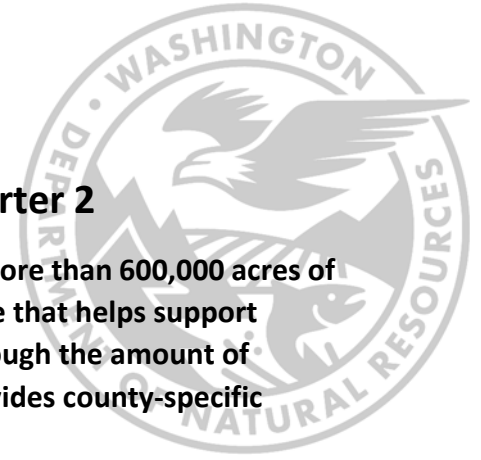 WASHINGTON
DEPARTMENT OF NATURAL RESOURCES
rter 2
ore than 600,000 acres of
e that helps support
ough the amount of
vides county-specific